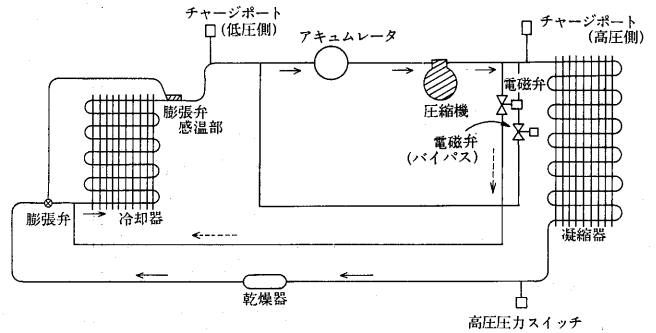 チャージポート
(低圧側)
アキュムレータ
チャージポート
(高圧側)
電磁弁
圧縮機
電磁弁
(バイパス)
膨張弁
感温部
膨張弁
冷却器
凝縮器
乾燥器
高圧圧力スイッチ